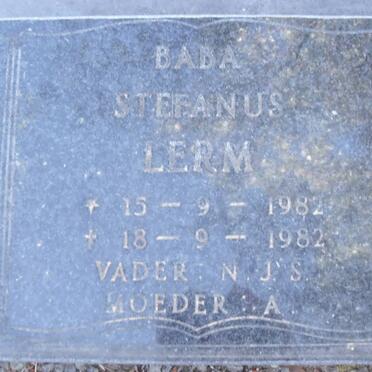 BABA
STEFANUS
LERM
* 15 - 9 - 1982
† 18 - 9 - 1982
VADER : N.J.S.
MOEDER : A.